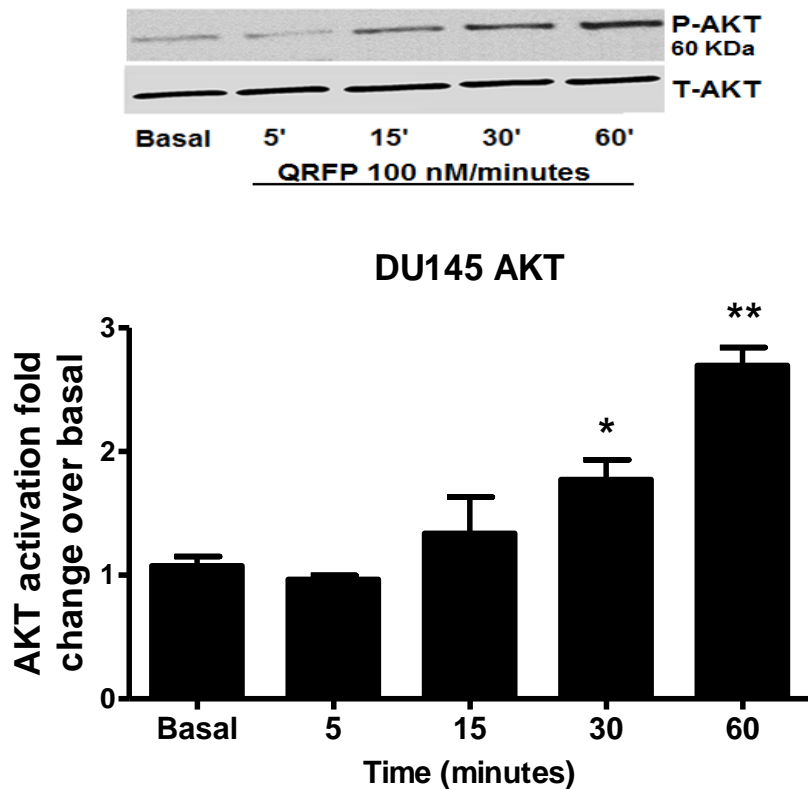 P-AKT
60 KDa
T-AKT
Basal 5' 15' 30' 60'
QRFP 100 nM/minutes
DU145 AKT
AKT activation fold
change over basal
3
2
1
0
*
**
Basal 5 15 30 60
Time (minutes)